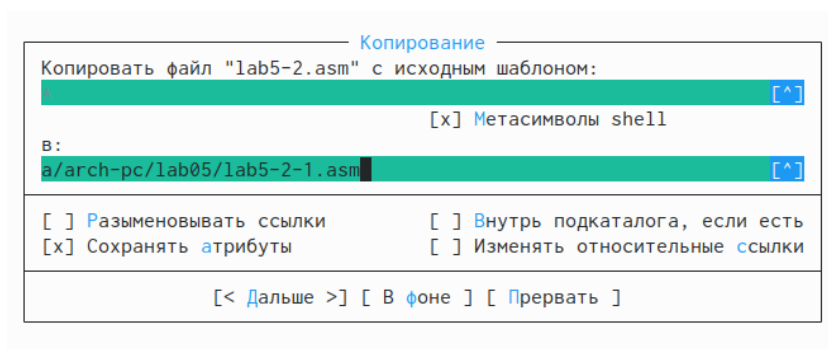 Копирование
Копировать файл "lab5-2.asm" с исходным шаблоном:
* [^]
[x] Метасимволы shell
в:
a/arch-pc/lab05/lab5-2-1.asm [^]
[ ] Разыменовывать ссылки [ ] Внутрь подкаталога, если есть
[x] Сохранять атрибуты [ ] Изменять относительные ссылки
[< Дальше >] [ В фоне ] [ Прервать ]